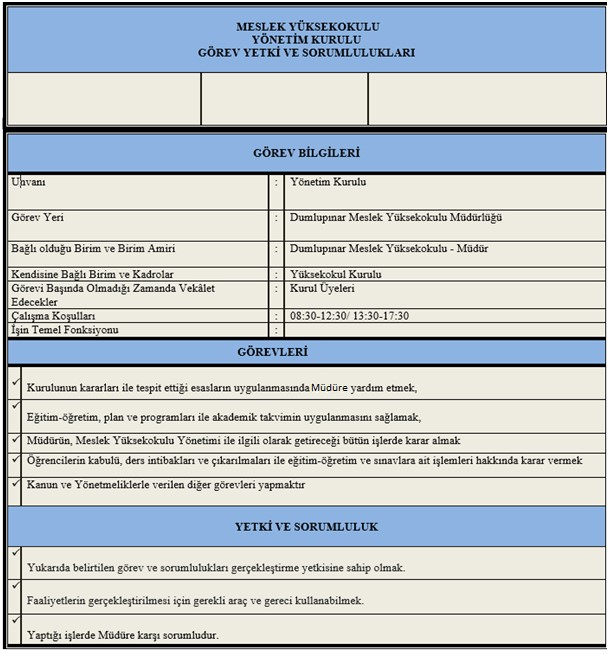 MESLEK YÜKSEKOKULU
YÖNETİM KURULU
GÖREV YETKİ VE SORUMLULUKLARI
GÖREV BİLGİLERİ
Unvanı : Yönetim Kurulu
Görev Yeri : Dumlupınar Meslek Yüksekokulu Müdürlüğü
Bağlı olduğu Birim ve Birim Amiri : Dumlupınar Meslek Yüksekokulu - Müdür
Kendisine Bağlı Birim ve Kadrolar : Yüksekokul Kurulu
Görevi Başında Olmadığı Zamanda Vekâlet : Kurul Üyeleri
Edecekler
Çalışma Koşulları : 08:30-12:30/ 13:30-17:30
İşin Temel Fonksiyonu :
GÖREVLERİ
✓ Kurulunun kararları ile tespit ettiği esasların uygulanmasında Müdüre yardım etmek,
✓ Eğitim-öğretim, plan ve programları ile akademik takvimin uygulanmasını sağlamak,
✓ Müdürün, Meslek Yüksekokulu Yönetimi ile ilgili olarak getireceği bütün işlerde karar almak
✓ Öğrencilerin kabulü, ders intibakları ve çıkarılmaları ile eğitim-öğretim ve sınavlara ait işlemleri hakkında karar vermek
✓ Kanun ve Yönetmeliklerle verilen diğer görevleri yapmaktır
YETKİ VE SORUMLULUK
✓ Yukarıda belirtilen görev ve sorumlulukları gerçekleştirme yetkisine sahip olmak.
✓ Faaliyetlerin gerçekleştirilmesi için gerekli araç ve gereci kullanabilmek.
✓ Yaptığı işlerde Müdüre karşı sorumludur.